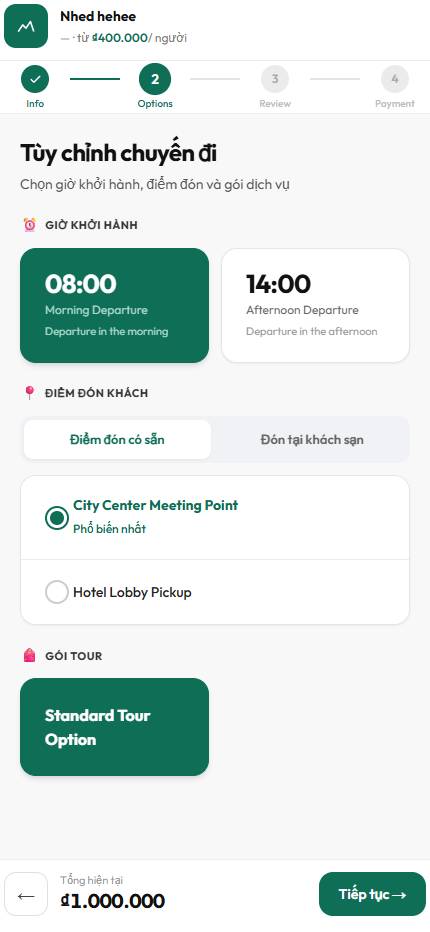 Nhed hehee
— · từ ₫400.000/ người
2
3
4
Info
Options
Review
Payment
Tùy chỉnh chuyến đi
Chọn giờ khởi hành, điểm đón và gói dịch vụ
GIỜ KHỞI HÀNH
08:00
Morning Departure
Departure in the morning
14:00
Afternoon Departure
Departure in the afternoon
ĐIỂM ĐÓN KHÁCH
Điểm đón có sẵn
Đón tại khách sạn
City Center Meeting Point
Phổ biến nhất
Hotel Lobby Pickup
GÓI TOUR
Standard Tour
Option
Tổng hiện tại
₫1.000.000
Tiếp tục →